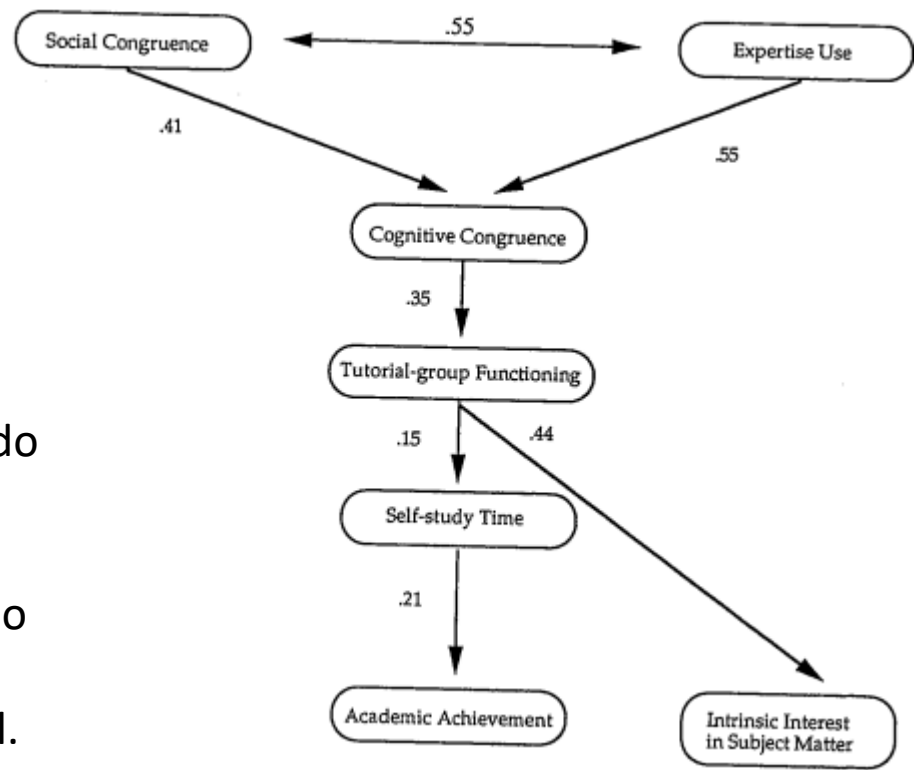 .55
Social Congruence
Expertise Use
.41
.55
Cognitive Congruence
.35
Tutorial-group Functioning
do
.15
.44
Self-study Time
o
.21
Academic Achievement
Intrinsic Interest
in Subject Matter